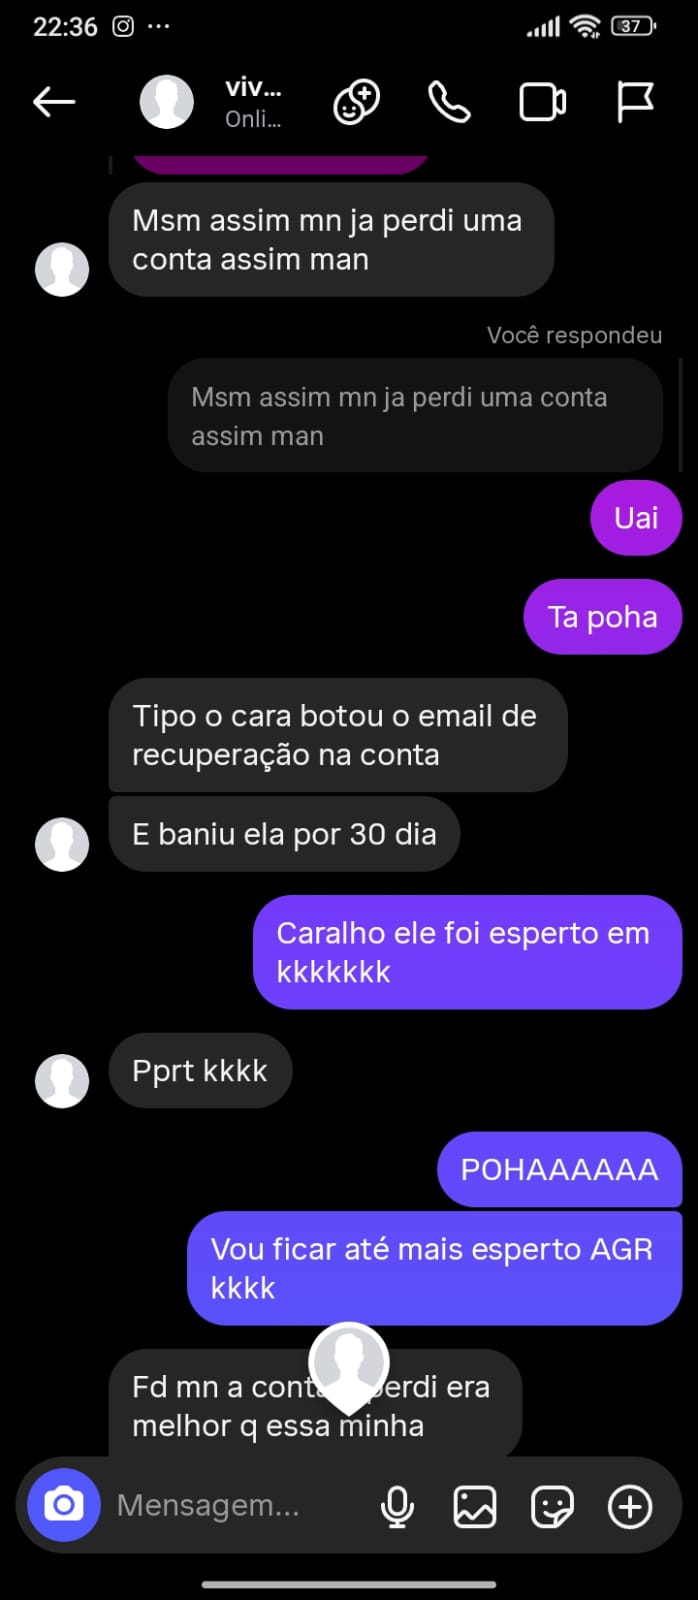 22:36
37
viv...
Onli...
Msm assim mn ja perdi uma
conta assim man
Você respondeu
Msm assim mn ja perdi uma conta
assim man
Uai
Ta poha
Tipo o cara botou o email de
recuperação na conta
E baniu ela por 30 dia
Caralho ele foi esperto em
kkkkkkk
Pprt kkkk
POHAAAAAA
Vou ficar até mais esperto AGR
kkkk
Fd mn a era
melhor q essa minha
Mensagem...